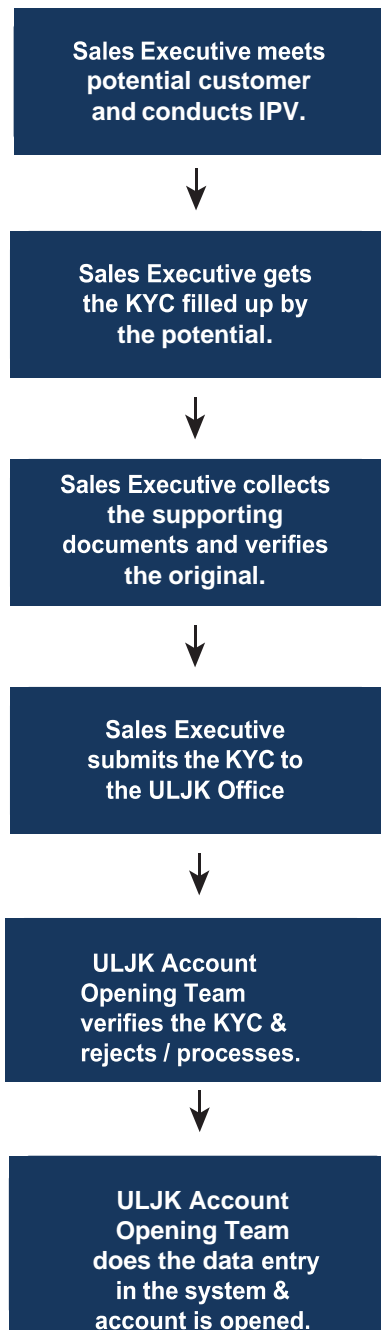 Sales Executive meets
potential customer
and conducts IPV.
Sales Executive gets
the KYC filled up by
the potential.
Sales Executive collects
the supporting
documents and verifies
the original.
Sales Executive
submits the KYC to
the ULJK Office
ULJK Account
Opening Team
verifies the KYC &
rejects / processes.
ULJK Account
Opening Team
does the data entry
in the system &
account is opened.